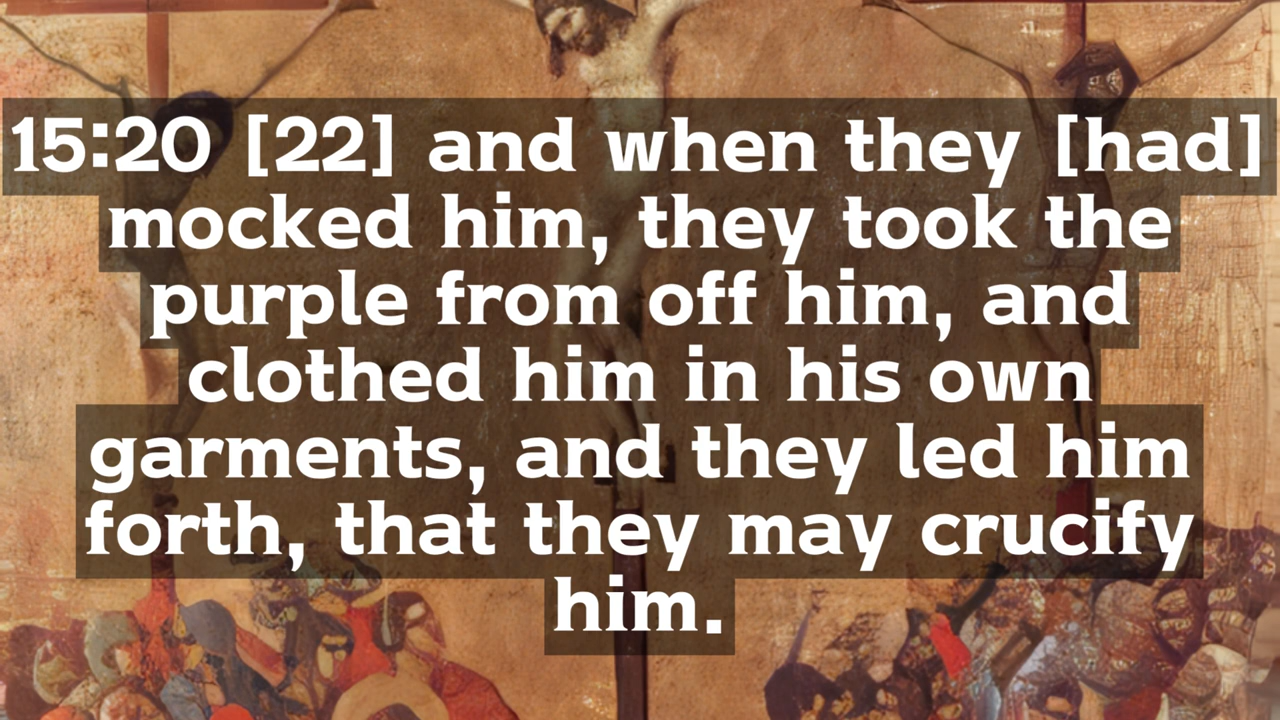 15:20 [22] and when they [had]
mocked him, they took the
purple from off him, and
clothed him in his own
garments, and they led him
forth, that they may crucify
him.